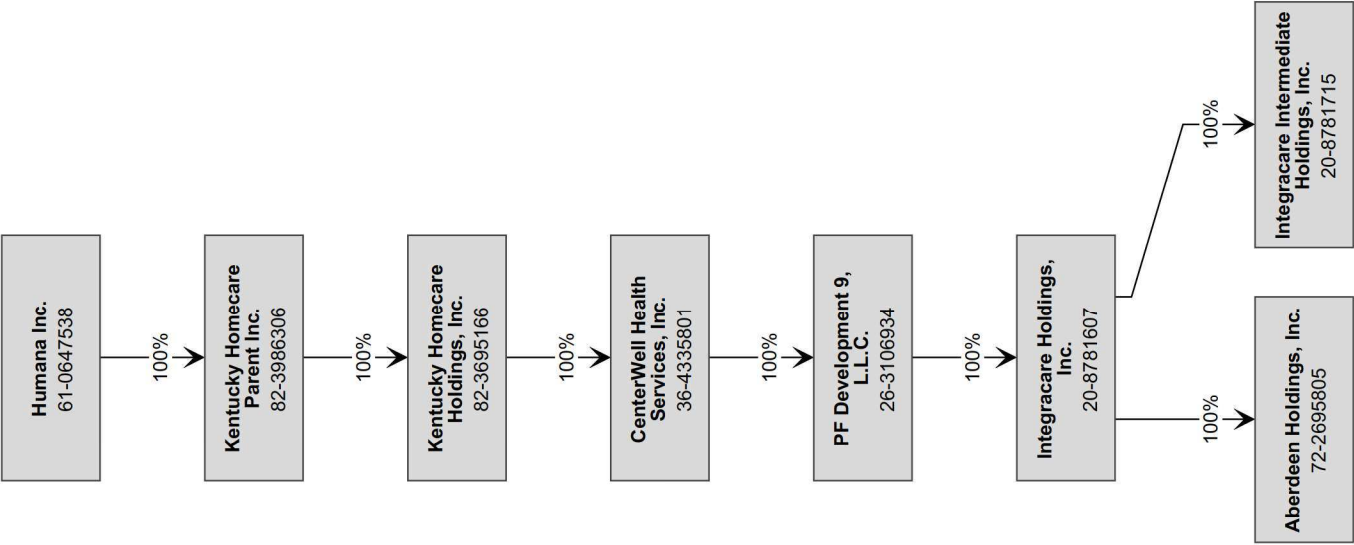 Humana Inc.
61-0647538
100%
Kentucky Homecare
Parent Inc.
82-3986306
100%
Kentucky Homecare
Holdings, Inc.
82-3695166
100%
CenterWell Health
Services, Inc.
36-4335801
100%
PF Development 9,
L.L.C.
26-3106934
100%
Integracare Holdings,
Inc.
20-8781607
100%
100%
Aberdeen Holdings, Inc.
72-2695805
Integracare Intermediate
Holdings, Inc.
20-8781715